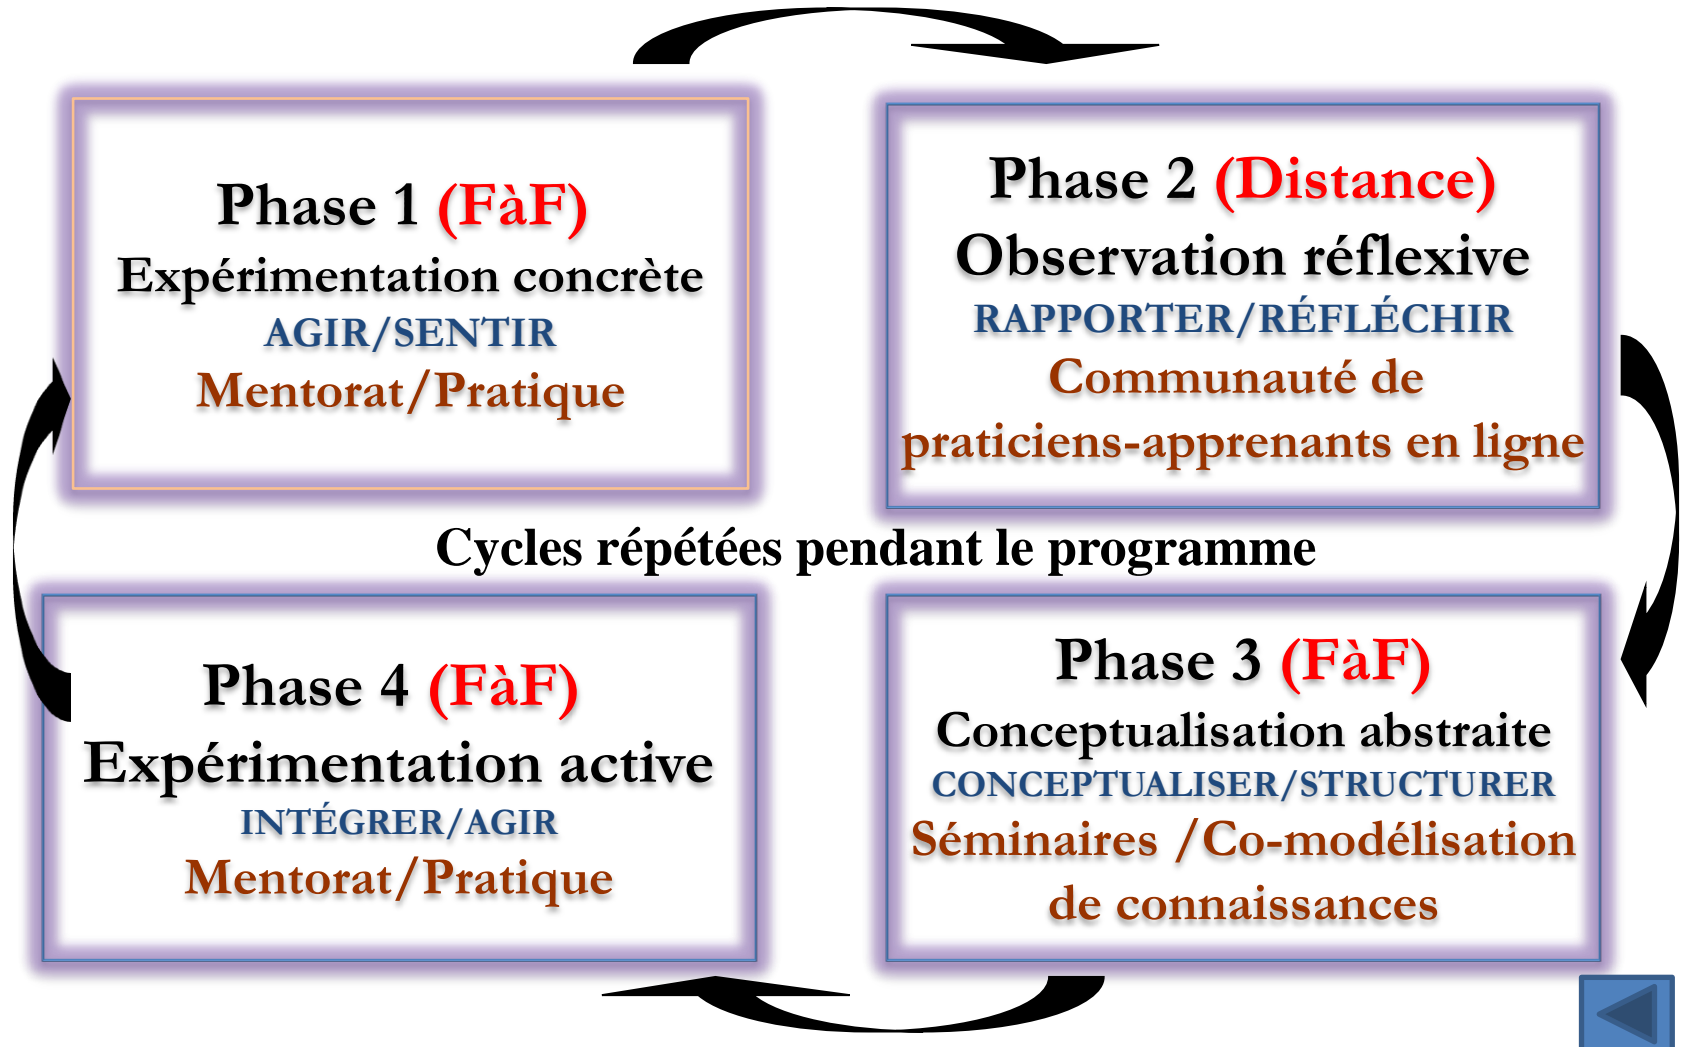 Phase 1 (FàF)
Expérimentation concrète
AGIR/SENTIR
Mentorat/Pratique
Phase 2 (Distance)
Observation réflexive
RAPPORTER/RÉFLÉCHIR
Communauté de
praticiens-apprenants en ligne
Cycles répétées pendant le programme
Phase 4 (FàF)
Expérimentation active
INTÉGRER/AGIR
Mentorat/Pratique
Phase 3 (FàF)
Conceptualisation abstraite
CONCEPTUALISER/STRUCTURER
Séminaires /Co-modélisation
de connaissances